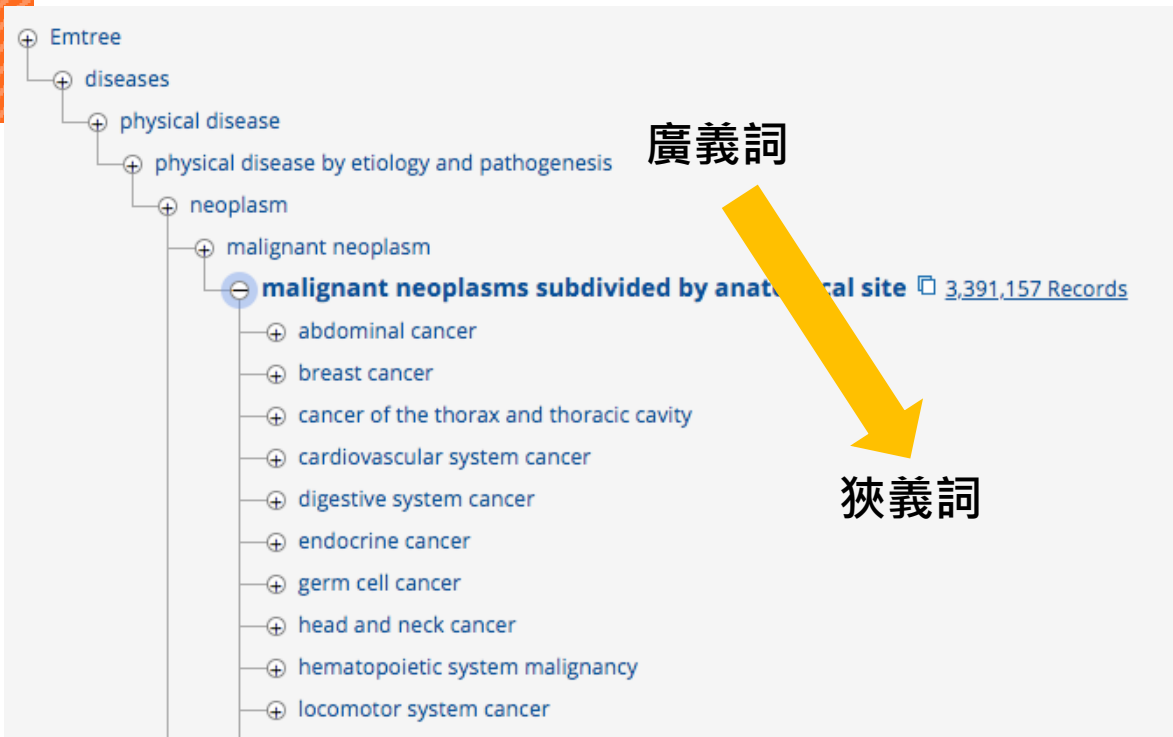 Emtree
diseases
physical disease
廣義詞
physical disease by etiology and pathogenesis
neoplasm
malignant neoplasm
malignant neoplasms subdivided by cal site 3,391,157 Records
abdominal cancer
breast cancer
cancer of the thorax and thoracic cavity
cardiovascular system cancer
狹義詞
digestive system cancer
endocrine cancer
germ cell cancer
head and neck cancer
hematopoietic system malignancy
locomotor system cancer